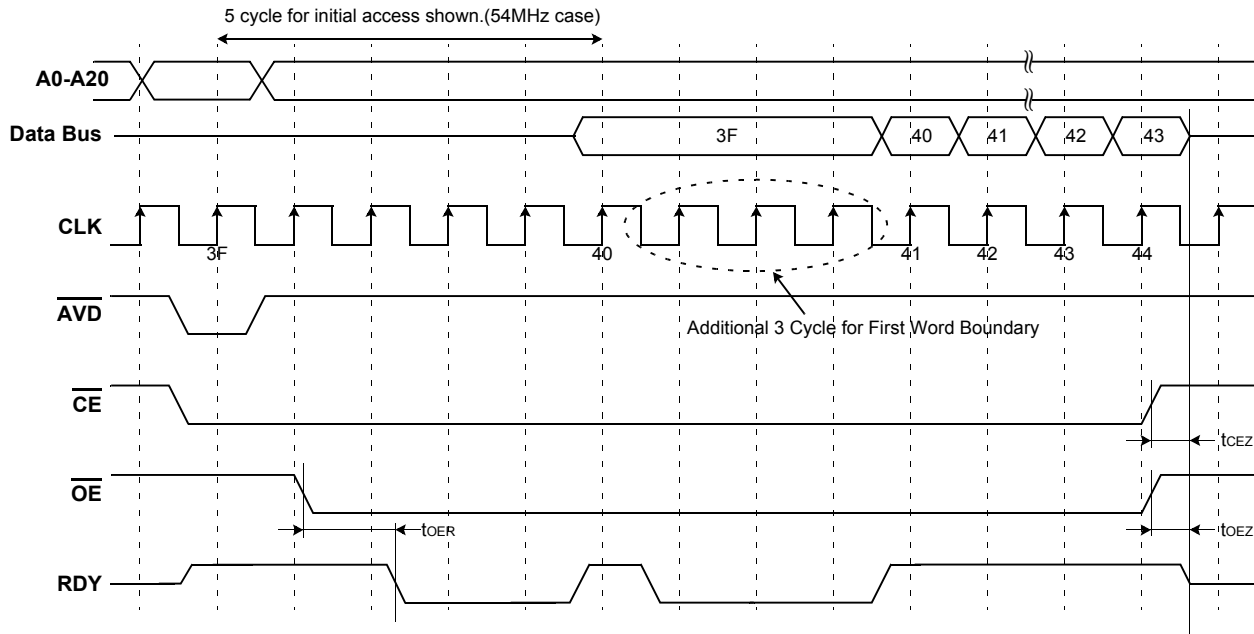 5 cycle for initial access shown.(54MHz case)
A0-A20
Data Bus
3F 40 41 42 43
CLK
3F 40 41 42 43 44
AVD
Additional 3 Cycle for First Word Boundary
CE
tCEZ
OE
tOER
tOEZ
RDY